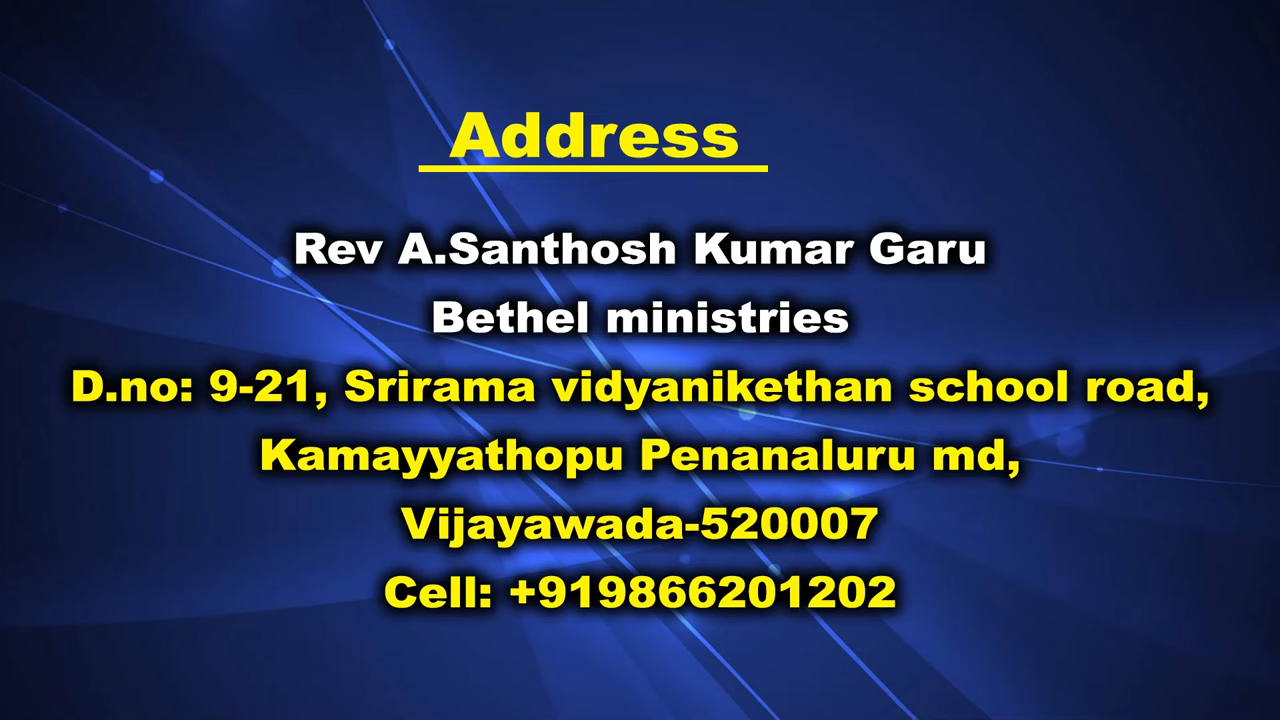 Address
Rev A.Santhosh Kumar Garu
Bethel ministries
D.no: 9-21, Srirama vidyanikethan school road,
Kamayyathopu Penanaluru md,
Vijayawada-520007
Cell: +919866201202